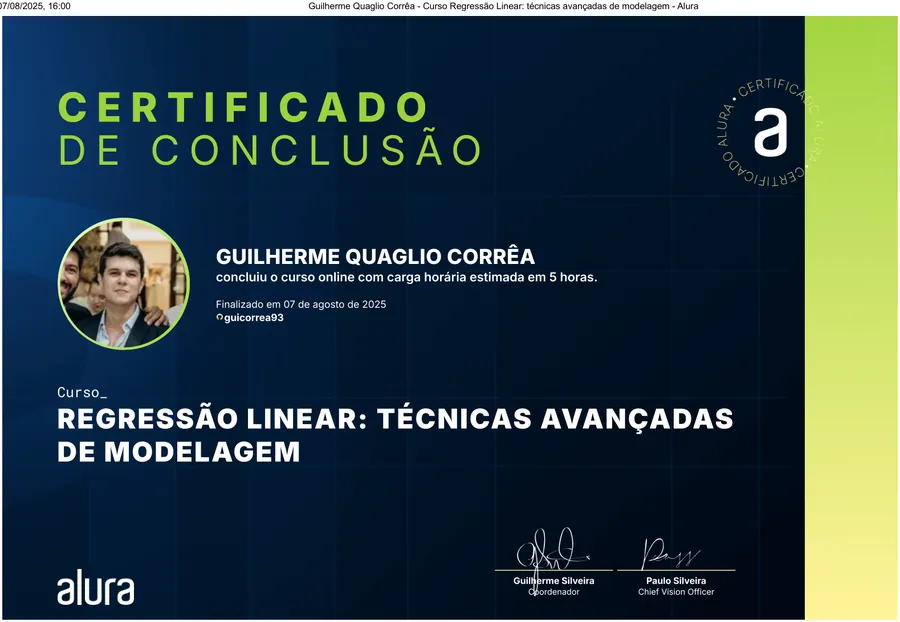 07/08/2025, 16:00
Guilherme Quaglio Corrêa - Curso Regressão Linear: técnicas avançadas de modelagem - Alura
CERTIFICADO
DE CONCLUSÃO
CERTIFICADO ALURA • CERTIFICADO ALURA •
a
GUILHERME QUAGLIO CORRÊA
concluiu o curso online com carga horária estimada em 5 horas.
Finalizado em 07 de agosto de 2025
guicorrea93
Curso_
REGRESSÃO LINEAR: TÉCNICAS AVANÇADAS
DE MODELAGEM
alura
Guilherme Silveira
Coordenador
Paulo Silveira
Chief Vision Officer